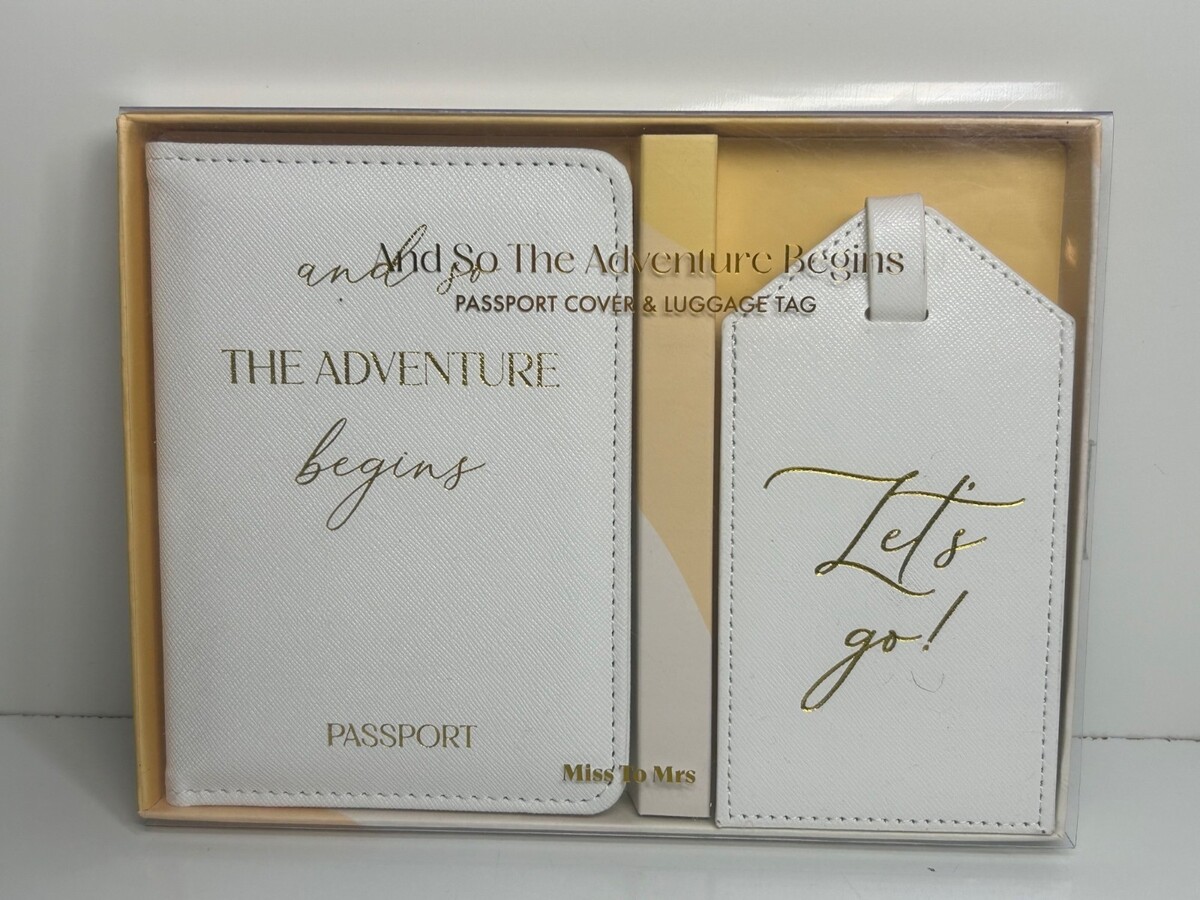 And So The Adventure Begins
PASSPORT COVER & LUGGAGE TAG
and so
THE ADVENTURE
begins
PASSPORT
Let's
go!
Miss To Mrs